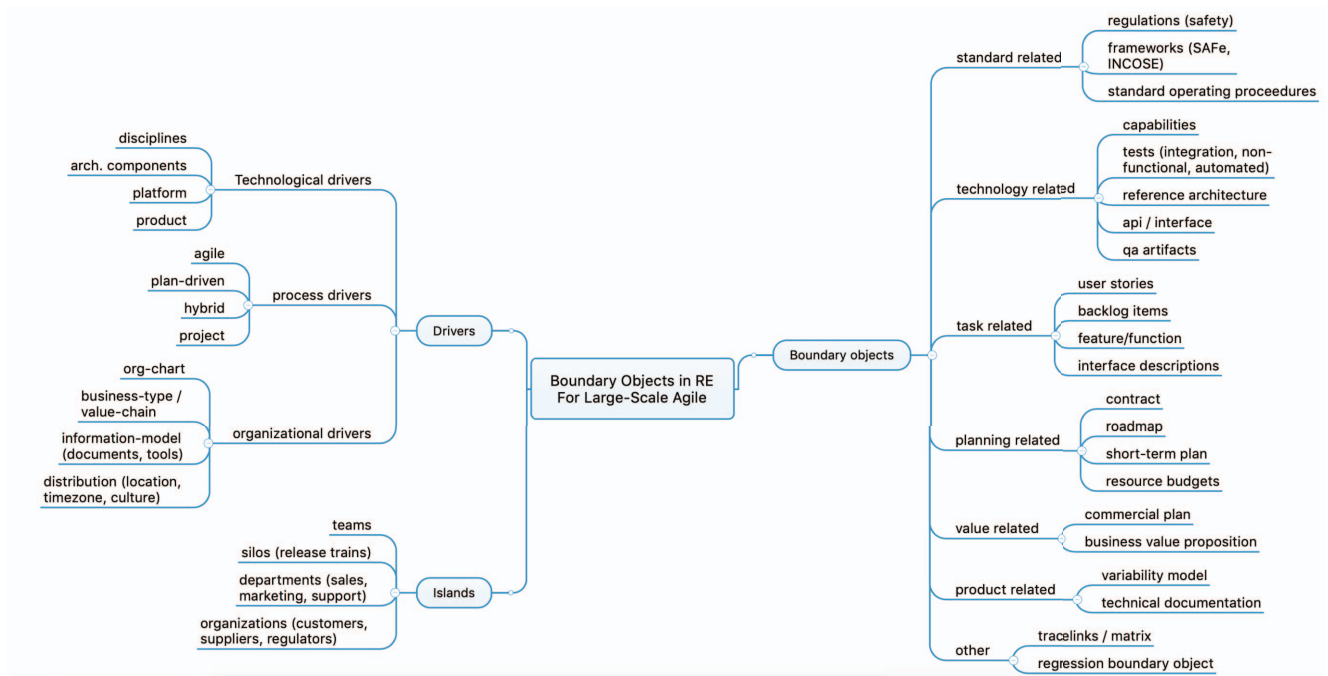 Boundary Objects in RE
For Large-Scale Agile
Drivers
Technological drivers
disciplines
arch. components
platform
product
process drivers
agile
plan-driven
hybrid
project
organizational drivers
org-chart
business-type /
value-chain
information-model
(documents, tools)
distribution (location,
timezone, culture)
Islands
teams
silos (release trains)
departments (sales,
marketing, support)
organizations (customers,
suppliers, regulators)
Boundary objects
standard related
regulations (safety)
frameworks (SAFe,
INCOSE)
standard operating proceedures
technology related
capabilities
tests (integration, non-
functional, automated)
reference architecture
api / interface
qa artifacts
task related
user stories
backlog items
feature/function
interface descriptions
planning related
contract
roadmap
short-term plan
resource budgets
value related
commercial plan
business value proposition
product related
variability model
technical documentation
other
tracelinks / matrix
regression boundary object